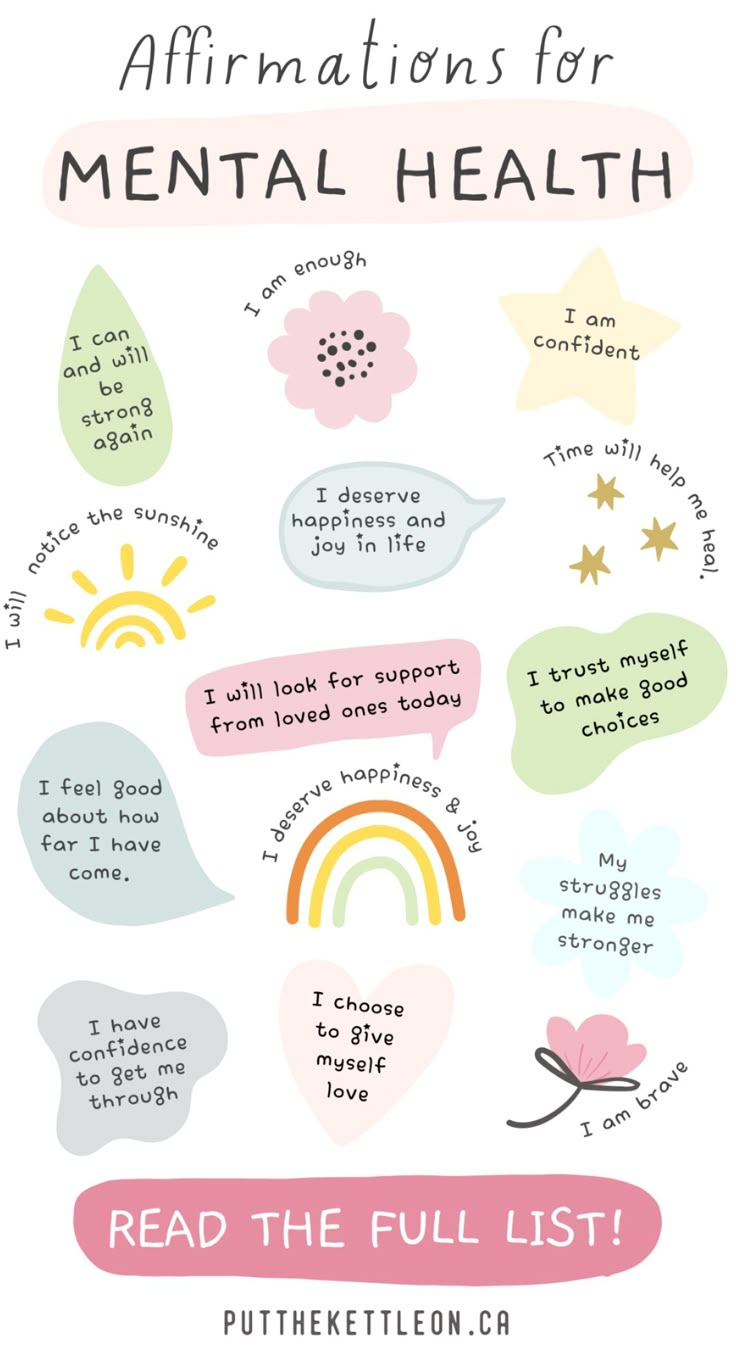 Affirmations for
MENTAL HEALTH
I can
and will
be
strong
again
I am enough
I am
confident
I will notice the sunshine
I deserve
happiness and
joy in life
Time will help me heal.
I will look for support
from loved ones today
I trust myself
to make good
choices
I feel good
about how
far I have
come.
I deserve happiness & joy
My
struggles
make me
stronger
I have
confidence
to get me
through
I choose
to give
myself
love
I am brave
READ THE FULL LIST!
PUTTHEKETTLEON.CA